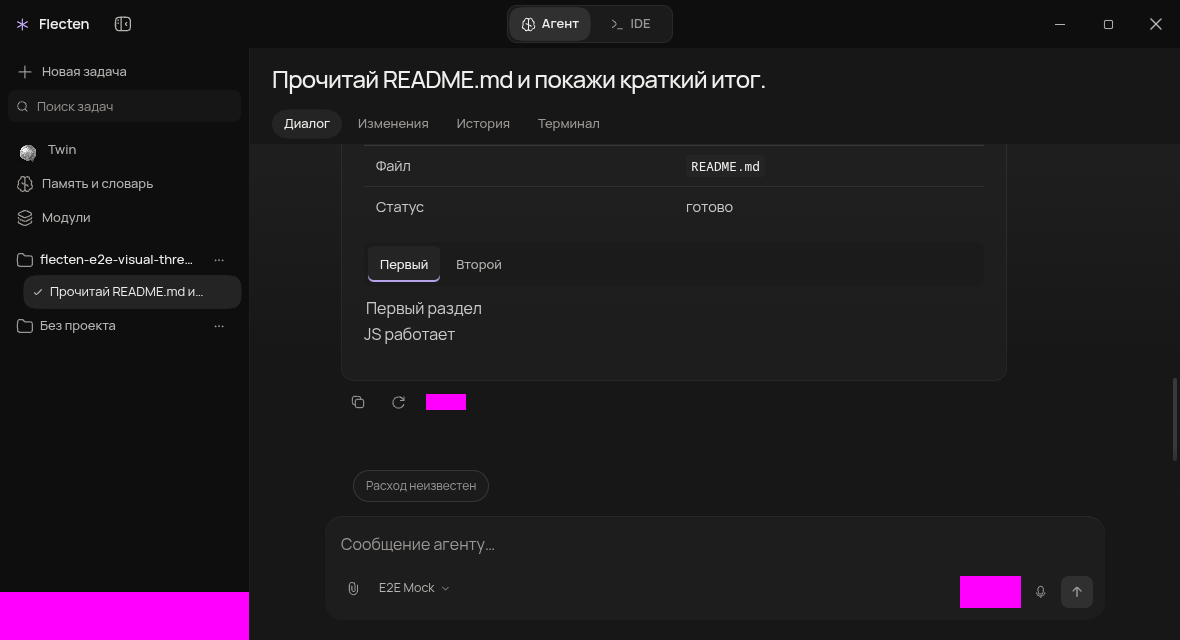 Flecten
Агент
IDE
Новая задача
Поиск задач
Twin
Память и словарь
Модули
flecten-e2e-visual-thre...
Прочитай README.md и...
Без проекта
Прочитай README.md и покажи краткий итог.
Диалог
Изменения
История
Терминал
Файл README.md
Статус готово
Первый Второй
Первый раздел
JS работает
Расход неизвестен
Сообщение агенту...
E2E Mock